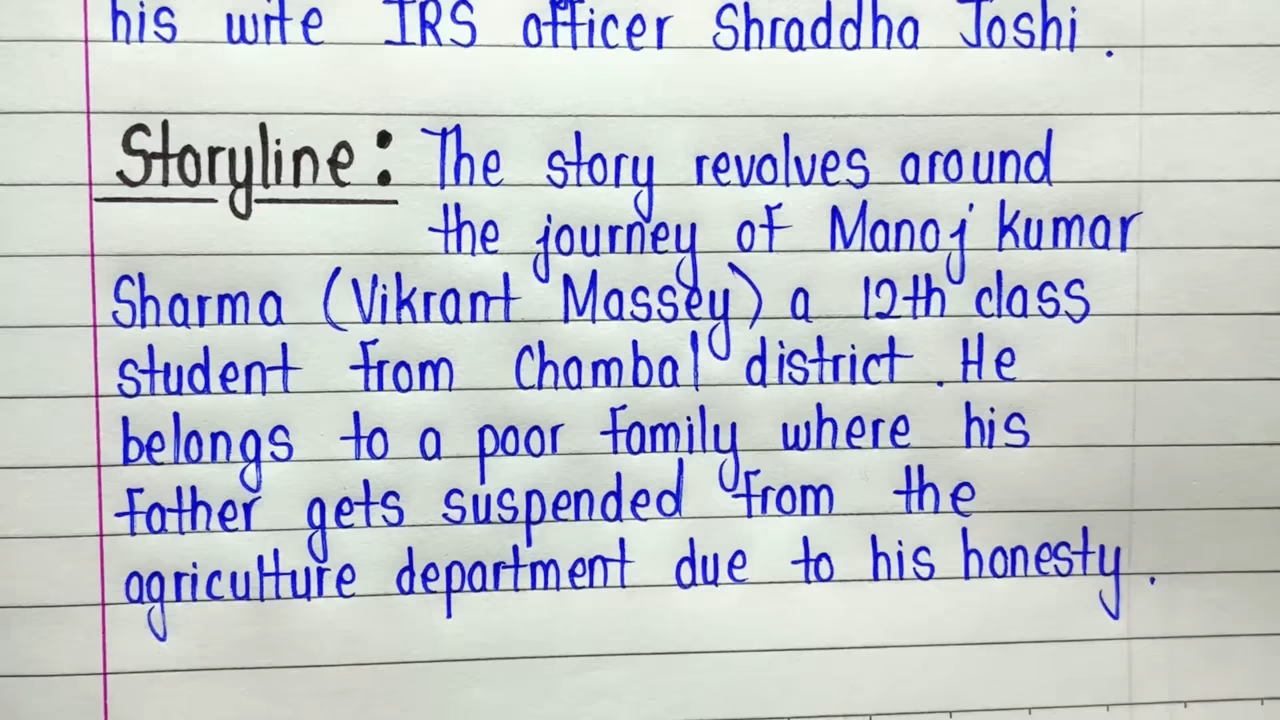 his wife IRS officer Shraddha Joshi .
Storyline : The story revolves around
the journey of Manoj Kumar
Sharma (Vikrant Massey) a 12th class
student from Chambal district . He
belongs to a poor family where his
father gets suspended from the
agriculture department due to his honesty .